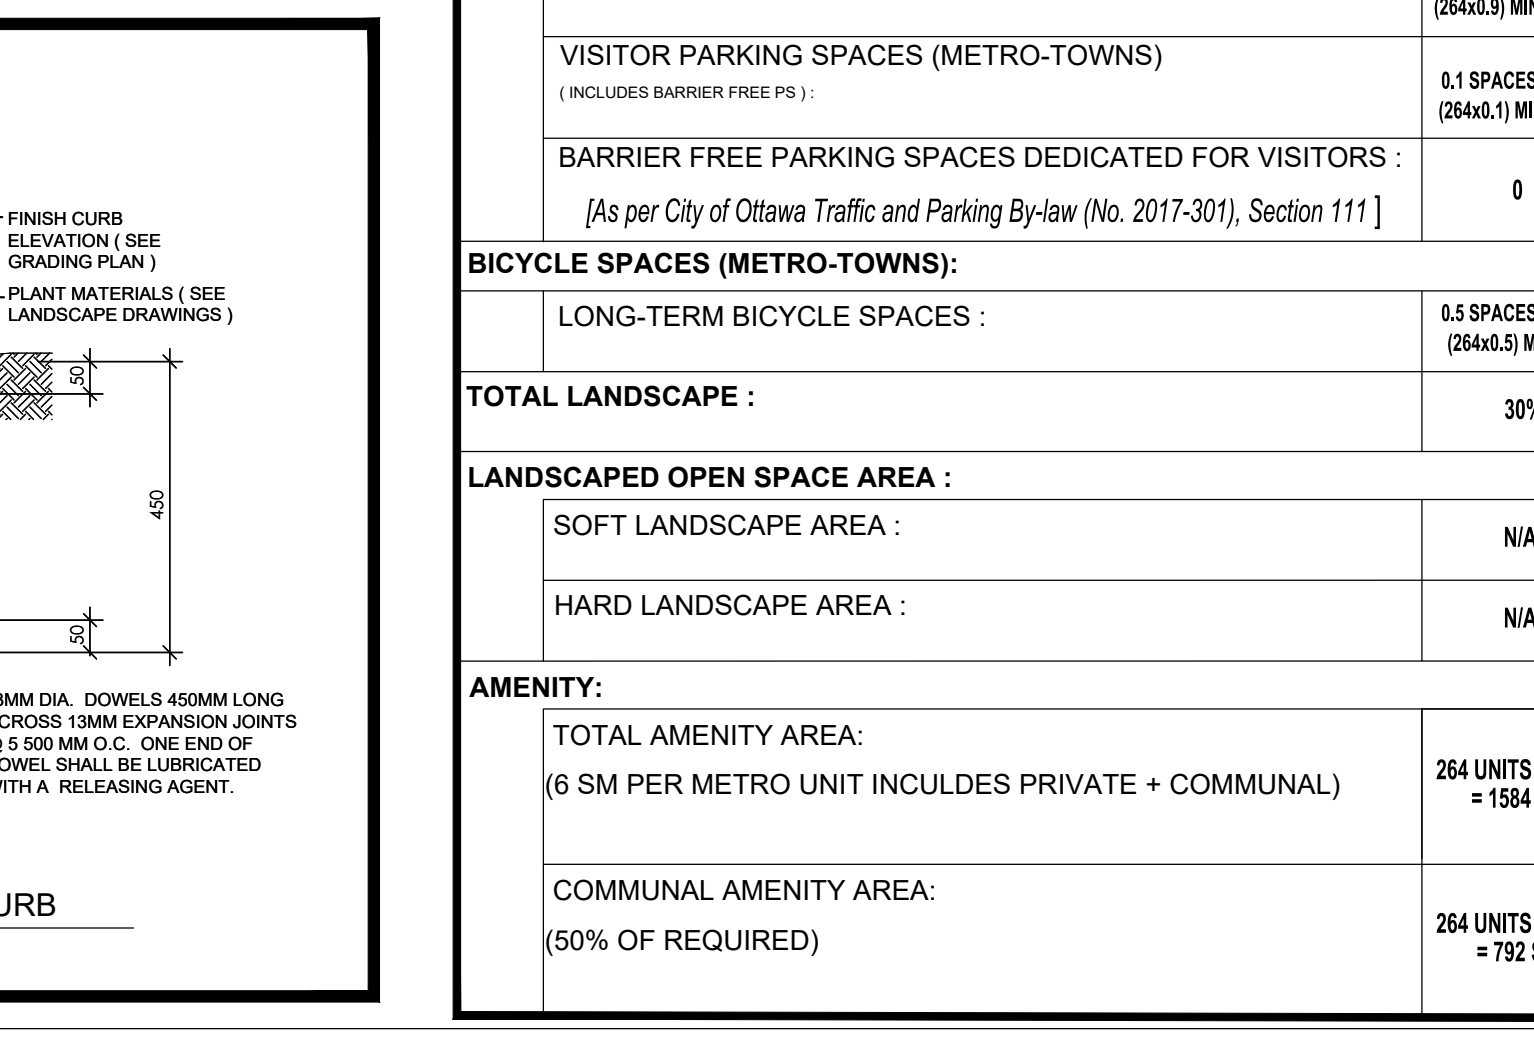 FINISH CURB
ELEVATION ( SEE
GRADING PLAN )
PLANT MATERIALS ( SEE
LANDSCAPE DRAWINGS )
50
450
50
MM DIA. DOWELS 450MM LONG
CROSS 13MM EXPANSION JOINTS
5 500 MM O.C. ONE END OF
OWEL SHALL BE LUBRICATED
ITH A RELEASING AGENT.
URB
(264x0.9) MIN
VISITOR PARKING SPACES (METRO-TOWNS)
( INCLUDES BARRIER FREE PS ) :
0.1 SPACES
(264x0.1) MI
BARRIER FREE PARKING SPACES DEDICATED FOR VISITORS :
[As per City of Ottawa Traffic and Parking By-law (No. 2017-301), Section 111 ]
0
BICYCLE SPACES (METRO-TOWNS):
LONG-TERM BICYCLE SPACES :
0.5 SPACES
(264x0.5) M
TOTAL LANDSCAPE :
30%
LANDSCAPED OPEN SPACE AREA :
SOFT LANDSCAPE AREA :
N/A
HARD LANDSCAPE AREA :
N/A
AMENITY:
TOTAL AMENITY AREA:
(6 SM PER METRO UNIT INCULDES PRIVATE + COMMUNAL)
264 UNITS
= 1584
COMMUNAL AMENITY AREA:
(50% OF REQUIRED)
264 UNITS
= 792